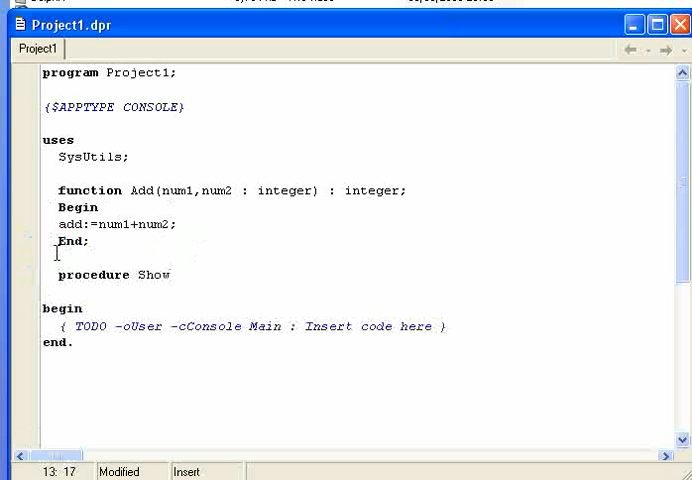 Project1.dpr
Project1
program Project1;
{$APPTYPE CONSOLE}
uses
SysUtils;
function Add(num1,num2 : integer) : integer;
Begin
add:=num1+num2;
End;
procedure Show
begin
{ TODO -oUser -cConsole Main : Insert code here }
end.
13: 17
Modified
Insert